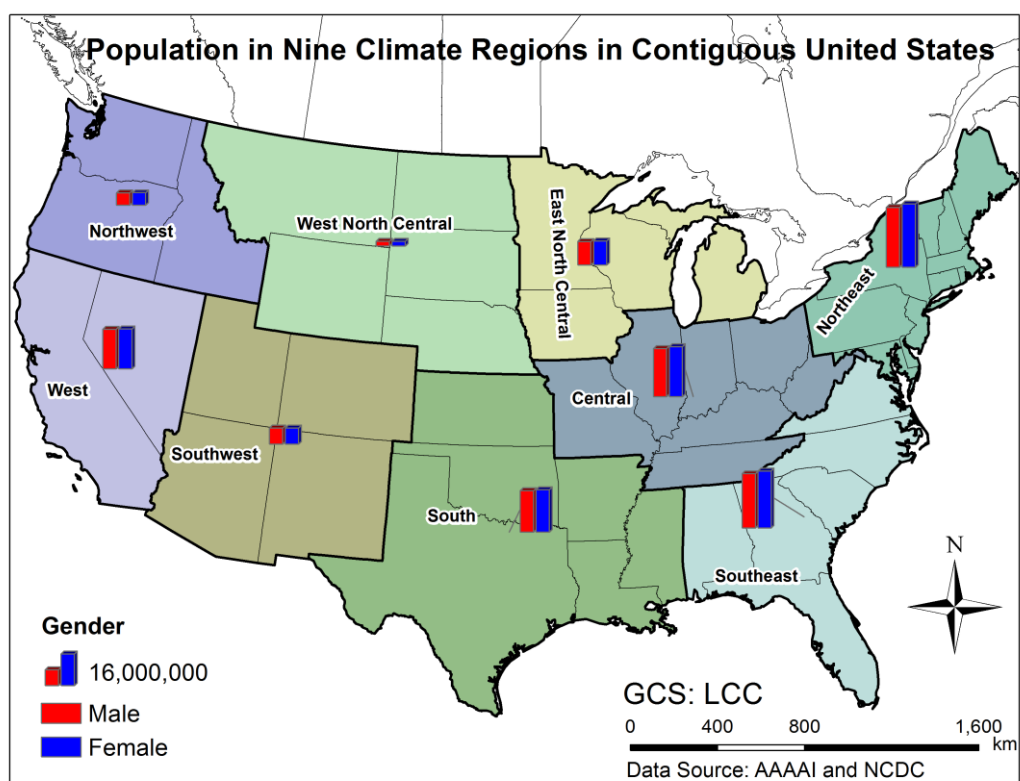 Population in Nine Climate Regions in Contiguous United States
Northwest
West North Central
East North
Central
Northeast
West
Central
Southwest
South
Southeast
N
Gender
16,000,000
Male
Female
GCS: LCC
0 400 800 1,600
km
Data Source: AAAAI and NCDC